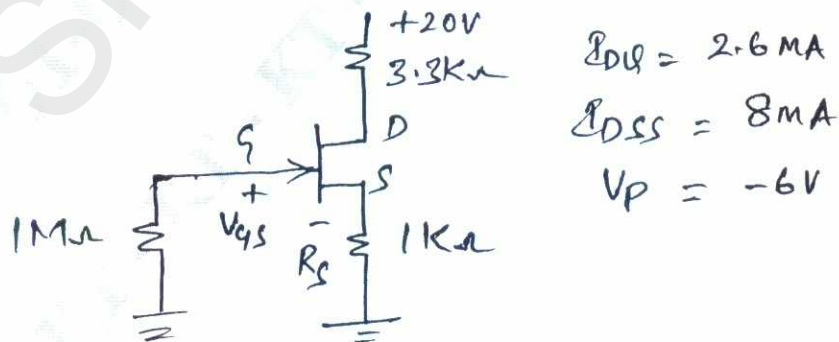 +20V
3.3KΩ
D
G
S
+
VGS
-
1MΩ
RS
1KΩ
IDQ = 2.6 MA
IDSS = 8MA
VP = -6V